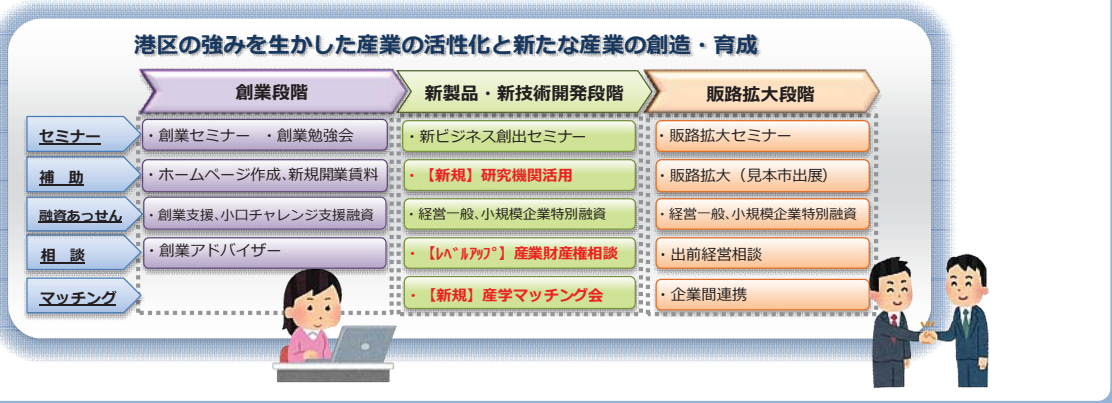 港区の強みを生かした産業の活性化と新たな産業の創造・育成
創業段階
新製品・新技術開発段階
販路拡大段階
セミナー
・創業セミナー ・創業勉強会
・新ビジネス創出セミナー
・販路拡大セミナー
補 助
・ホームページ作成、新規開業賃料
・【新規】研究機関活用
・販路拡大（見本市出展）
融資あっせん
・創業支援、小口チャレンジ支援融資
・経営一般、小規模企業特別融資
・経営一般、小規模企業特別融資
相 談
・創業アドバイザー
・【ﾚﾍﾞﾙｱｯﾌﾟ】産業財産権相談
・出前経営相談
マッチング
・【新規】産学マッチング会
・企業間連携